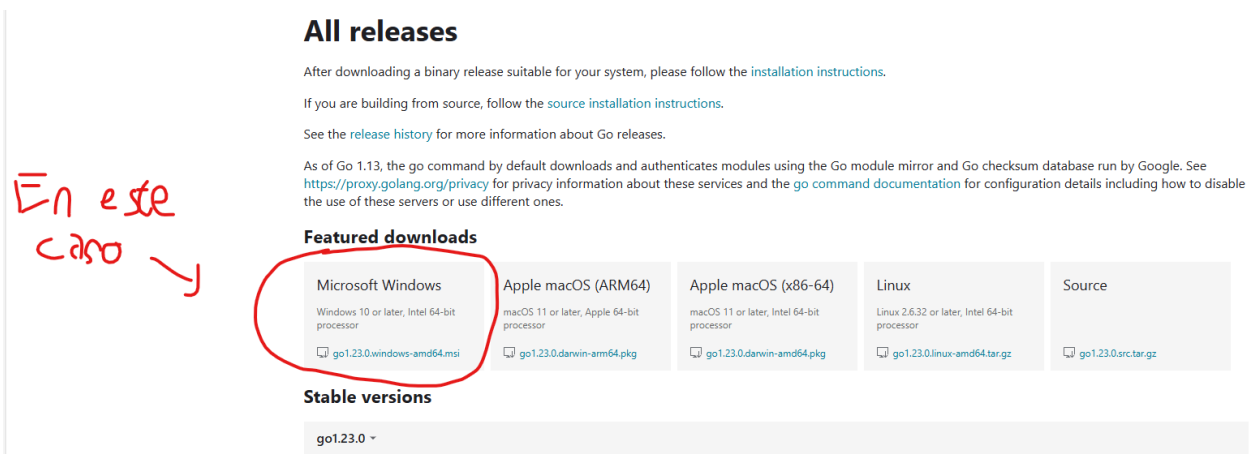 All releases
After downloading a binary release suitable for your system, please follow the installation instructions.
If you are building from source, follow the source installation instructions.
See the release history for more information about Go releases.
As of Go 1.13, the go command by default downloads and authenticates modules using the Go module mirror and Go checksum database run by Google. See
https://proxy.golang.org/privacy for privacy information about these services and the go command documentation for configuration details including how to disable
the use of these servers or use different ones.
En este
caso
Featured downloads
Microsoft Windows
Windows 10 or later, Intel 64-bit
processor
go1.23.0.windows-amd64.msi
Apple macOS (ARM64)
macOS 11 or later, Apple 64-bit
processor
go1.23.0.darwin-arm64.pkg
Apple macOS (x86-64)
macOS 11 or later, Intel 64-bit
processor
go1.23.0.darwin-amd64.pkg
Linux
Linux 2.6.32 or later, Intel 64-bit
processor
go1.23.0.linux-amd64.tar.gz
Source
go1.23.0.src.tar.gz
Stable versions
go1.23.0